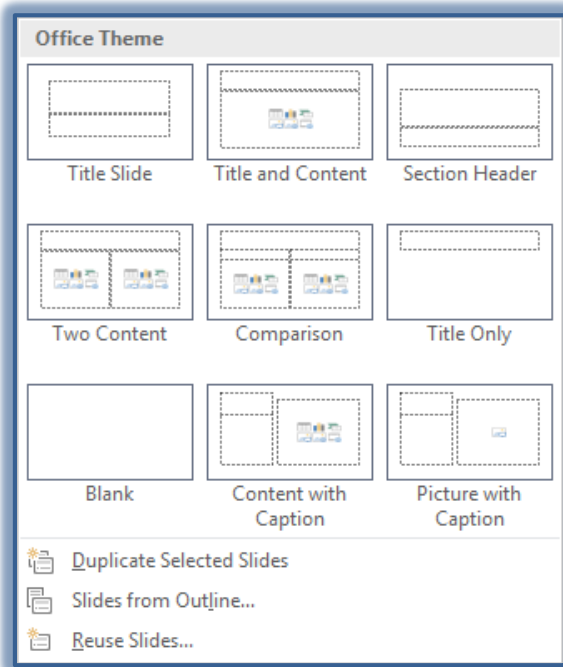 Office Theme
Title Slide
Title and Content
Section Header
Two Content
Comparison
Title Only
Blank
Content with
Caption
Picture with
Caption
Duplicate Selected Slides
Slides from Outline...
Reuse Slides...